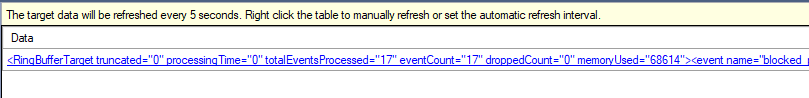 The target data will be refreshed every 5 seconds. Right click the table to manually refresh or set the automatic refresh interval.
Data
<RingBufferTarget truncated="0" processingTime="0" totalEventsProcessed="17" eventCount="17" droppedCount="0" memoryUsed="68614"><event name="blocked_